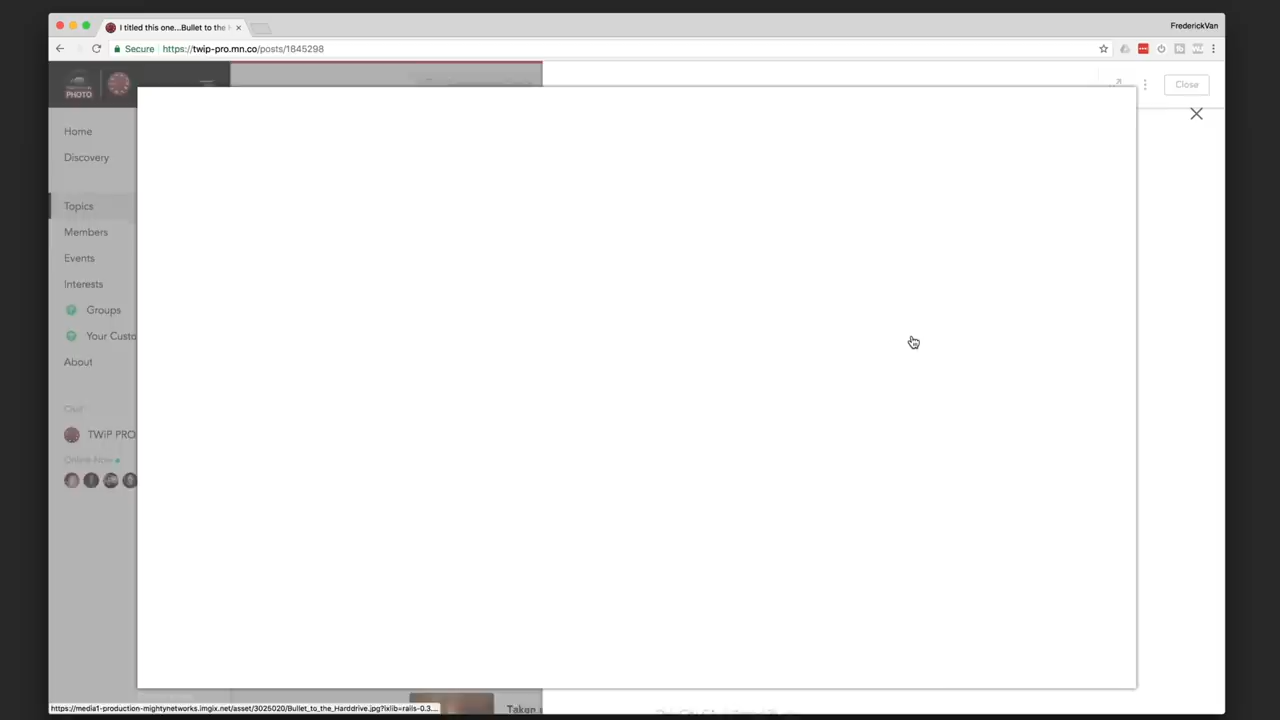 I titled this one...Bullet to the
FrederickVan
Secure
https://twip-pro.mn.co/posts/1845298
PHOTO
Close
Home
Discovery
Topics
Members
Events
Interests
Groups
Your Custo
About
Chat
TWiP PRO
Online Now
Taken
https://media1-production-mightynetworks.imgix.net/asset/3025020/Bullet_to_the_Harddrive.jpg?ixlib=rails-0.3...